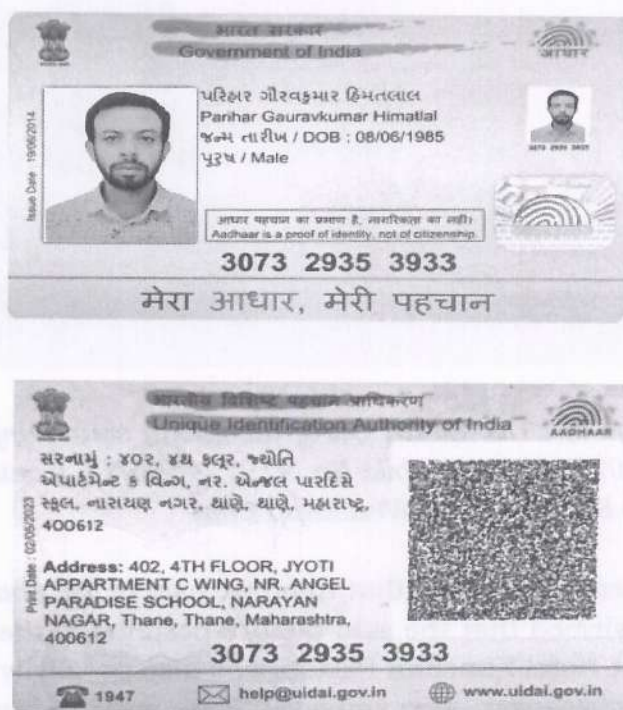 भारत सरकार
Government of India
आधार
Issue Date : 19/06/2014
પરિહાર ગૌરવકુમાર હિમતલાલ
Parihar Gauravkumar Himatlal
જન્મ તારીખ / DOB : 08/06/1985
પુરુષ / Male
3073 2935 3933
आधार पहचान का प्रमाण है, नागरिकता का नहीं।
Aadhaar is a proof of identity, not of citizenship.
3073 2935 3933
मेरा आधार, मेरी पहचान
भारतीय विशिष्ट पहचान प्राधिकरण
Unique Identification Authority of India
AADHAAR
Print Date : 02/05/2023
સરનામું : ૪૦૨, ૪થ ફ્લૂર, જ્યોતિ
એપાર્ટમેન્ટ ક વિન્ગ, નર. એન્જલ પારદિસે
સ્કૂલ, નારાયણ નગર, થાણે, થાણે, મહારાષ્ટ્ર,
400612
Address: 402, 4TH FLOOR, JYOTI
APPARTMENT C WING, NR. ANGEL
PARADISE SCHOOL, NARAYAN
NAGAR, Thane, Thane, Maharashtra,
400612
3073 2935 3933
1947
help@uidai.gov.in
www.uidai.gov.in